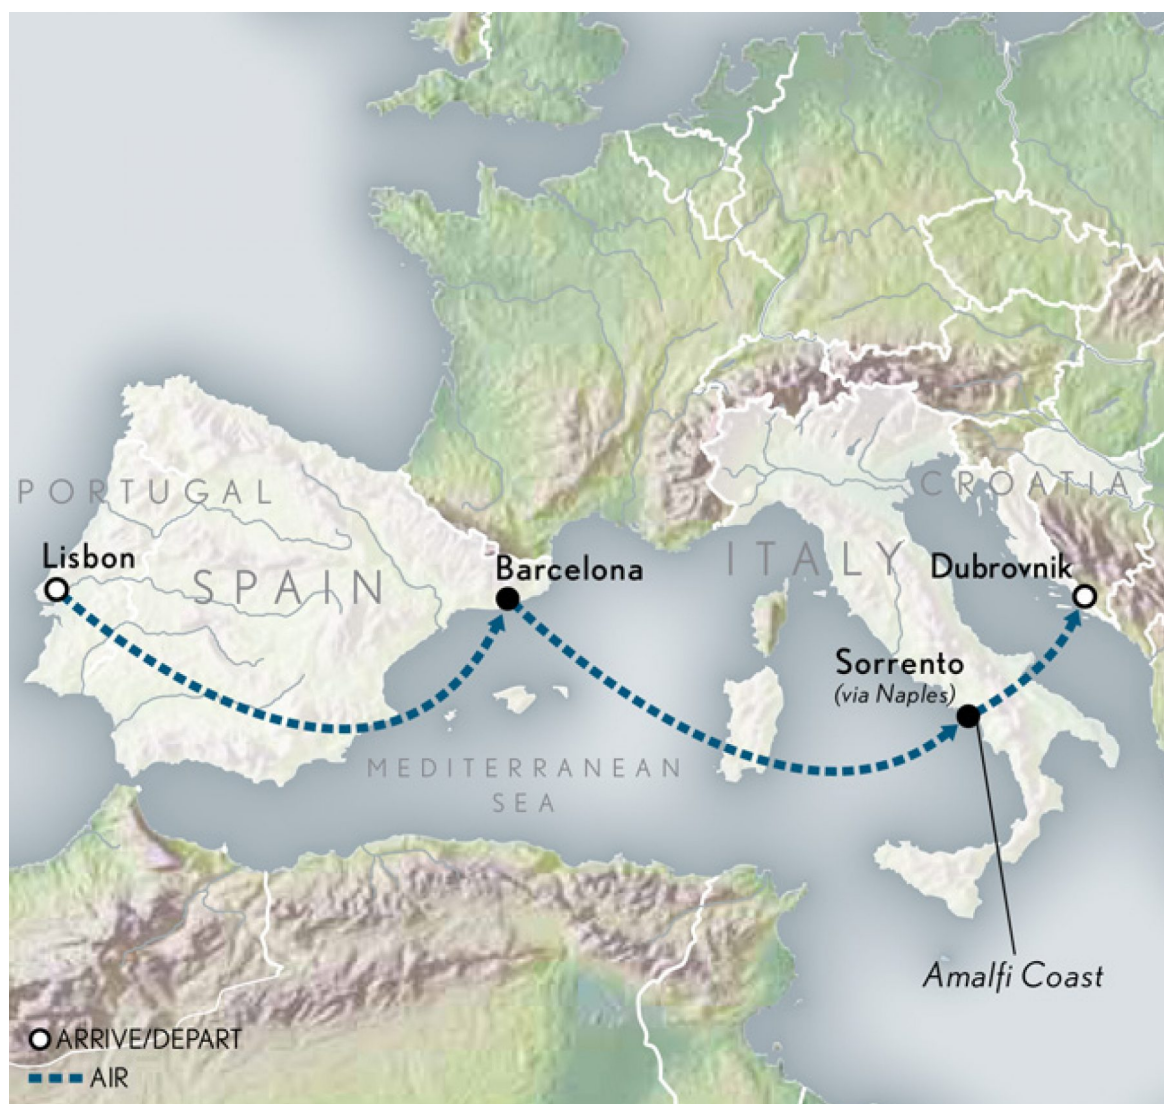 PORTUGAL
CROATIA
Lisbon
SPAIN
Barcelona
ITALY
Dubrovnik
Sorrento
(via Naples)
MEDITERRANEAN
SEA
Amalfi Coast
ARRIVE/DEPART
AIR